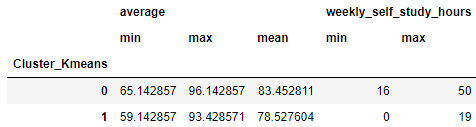 average weekly_self_study_hours
min max mean min max
Cluster_Kmeans
0 65.142857 96.142857 83.452811 16 50
1 59.142857 93.428571 78.527604 0 19